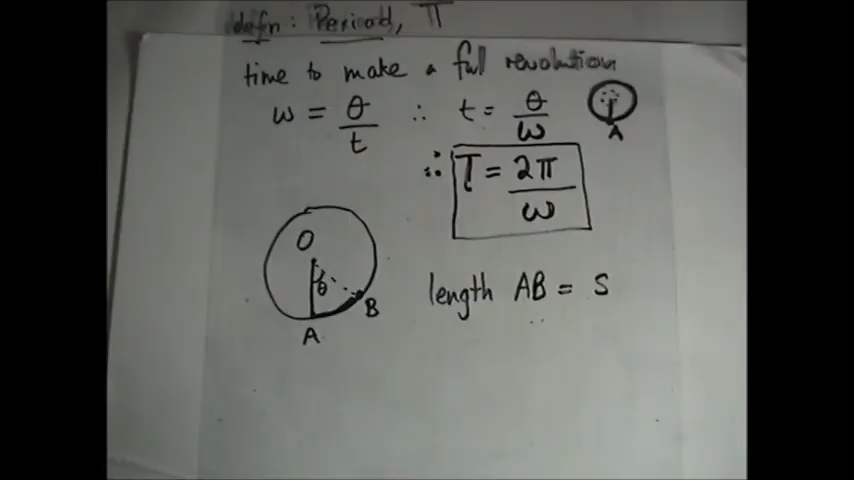 defn: Period, T
time to make a full revolution
ω = θ/t ∴ t = θ/ω
A
∴ T = 2π/ω
O
θ
B
A
length AB = S